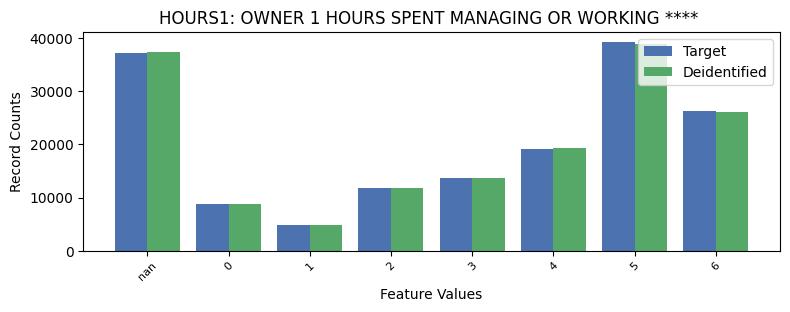 HOURS1: OWNER 1 HOURS SPENT MANAGING OR WORKING ****
Target
Deidentified
Record Counts
40000
30000
20000
10000
0
nan 0 1 2 3 4 5 6
Feature Values